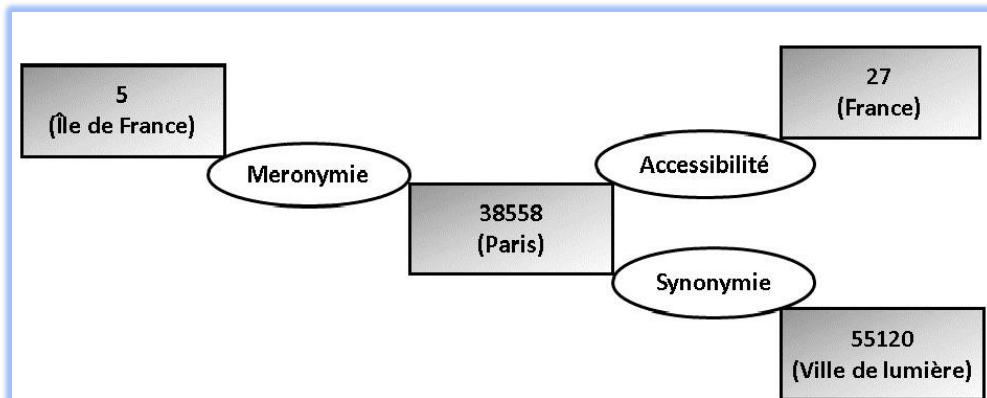 5
(Île de France)
Meronymie
38558
(Paris)
Accessibilité
27
(France)
Synonymie
55120
(Ville de lumière)